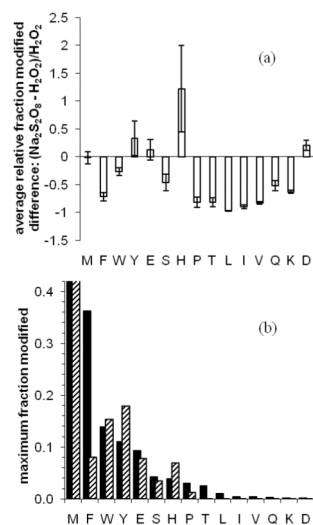 average relative fraction modified
difference: (Na2S2O8 - H2O2)/H2O2
2.5
2
1.5
1
0.5
0
-0.5
-1
-1.5
(a)
M F W Y E S H P T L I V Q K D
maximum fraction modified
0.4
0.3
0.2
0.1
0.0
(b)
M F W Y E S H P T L I V Q K D